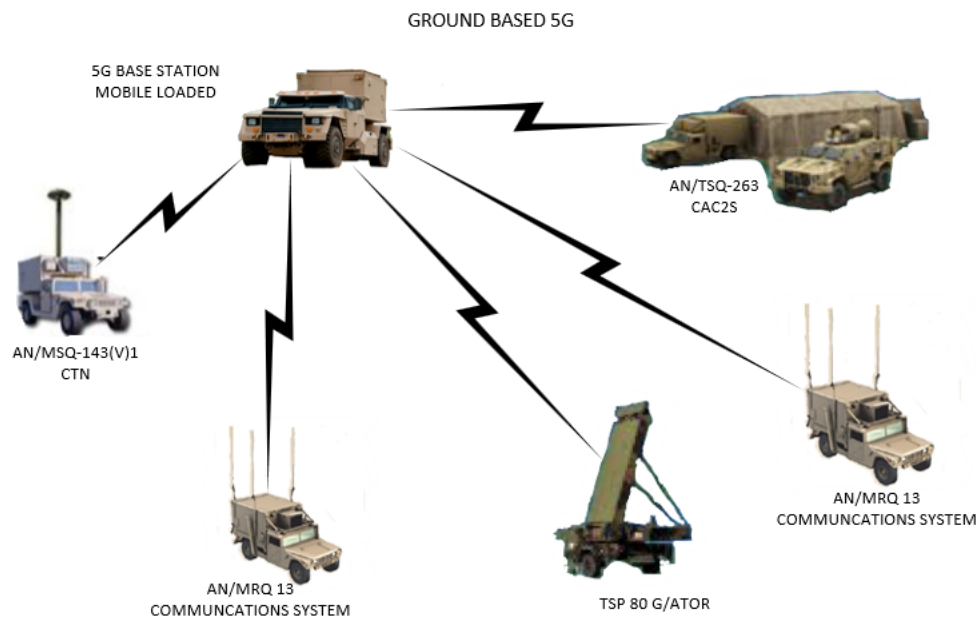 GROUND BASED 5G
5G BASE STATION
MOBILE LOADED
AN/TSQ-263
CAC2S
AN/MSQ-143(V)1
CTN
AN/MRQ 13
COMMUNCATIONS SYSTEM
AN/MRQ 13
COMMUNCATIONS SYSTEM
TSP 80 G/ATOR